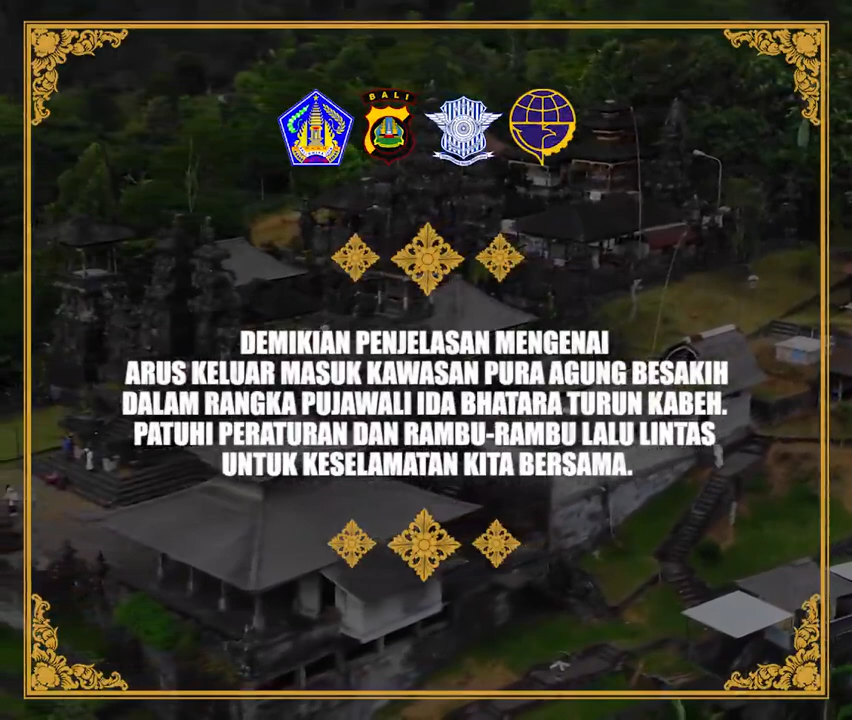 BALI
DEMIKIAN PENJELASAN MENGENAI
ARUS KELUAR MASUK KAWASAN PURA AGUNG BESAKIH
DALAM RANGKA PUJAWALI IDA BHATARA TURUN KABEH.
PATUHI PERATURAN DAN RAMBU-RAMBU LALU LINTAS
UNTUK KESELAMATAN KITA BERSAMA.